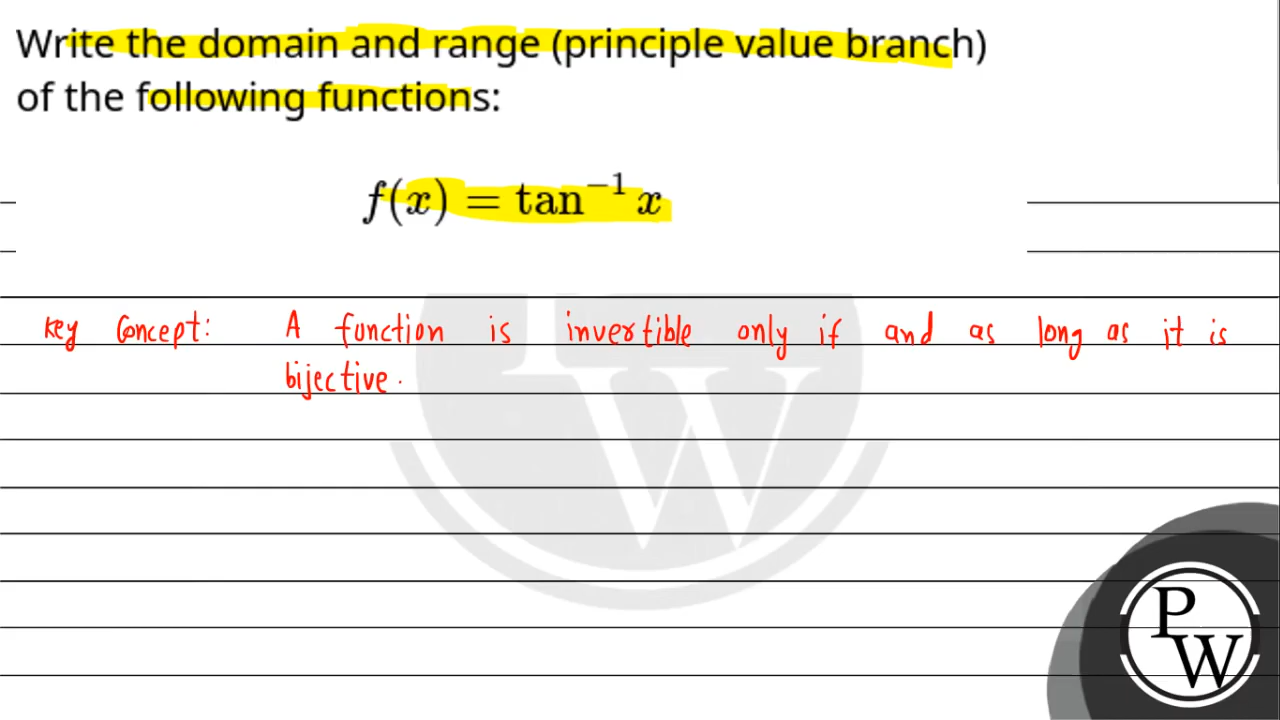 Write the domain and range (principle value branch)
of the following functions:
f(x) = tan⁻¹ x
Key Concept: A function is invertible only if and as long as it is
bijective.
PW